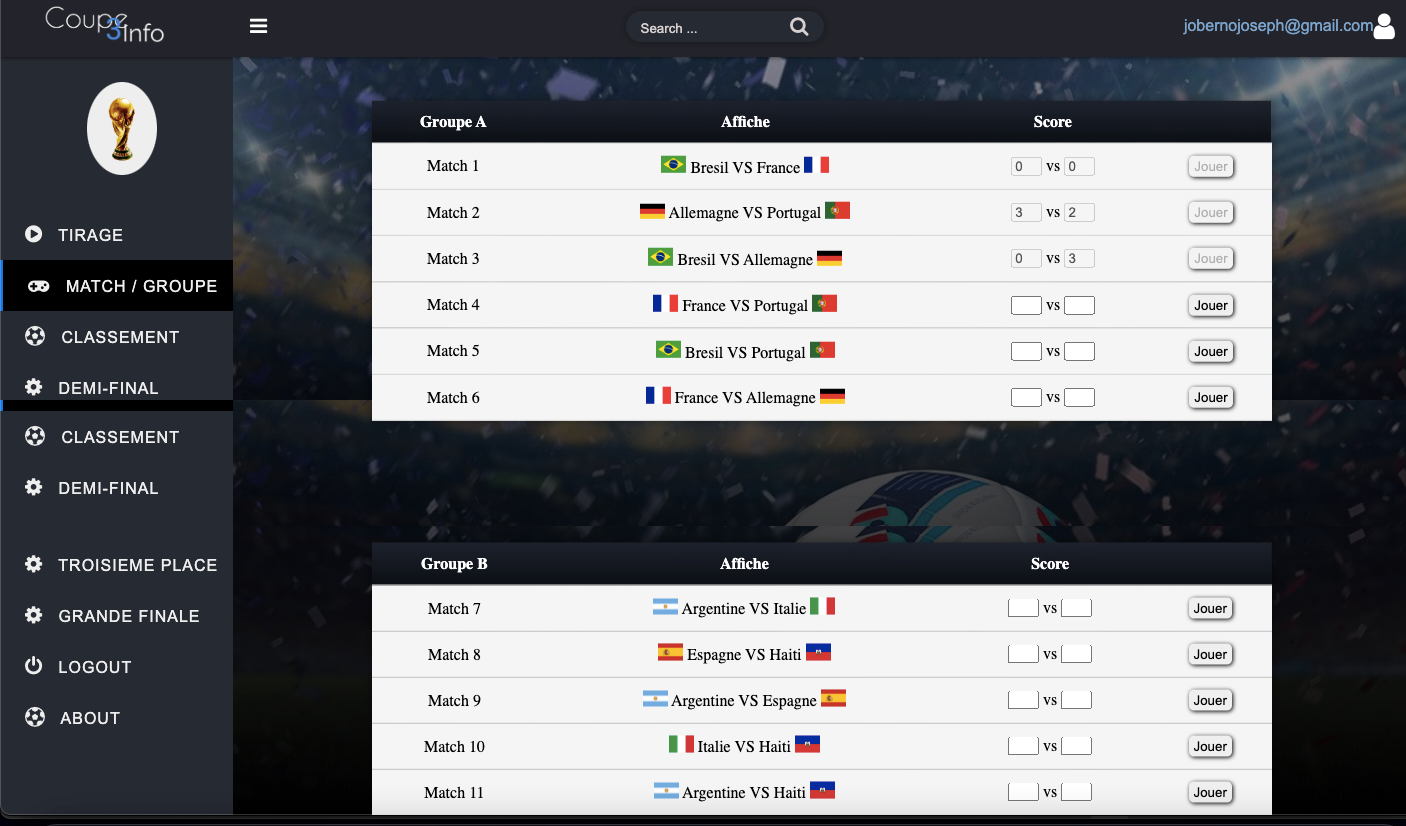 Coupe
3info
Search ...
jobernojoseph@gmail.com
TIRAGE
MATCH / GROUPE
CLASSEMENT
DEMI-FINAL
CLASSEMENT
DEMI-FINAL
TROISIEME PLACE
GRANDE FINALE
LOGOUT
ABOUT
Groupe A Affiche Score
Match 1 Bresil VS France 0 vs 0 Jouer
Match 2 Allemagne VS Portugal 3 vs 2 Jouer
Match 3 Bresil VS Allemagne 0 vs 3 Jouer
Match 4 France VS Portugal vs Jouer
Match 5 Bresil VS Portugal vs Jouer
Match 6 France VS Allemagne vs Jouer
Groupe B Affiche Score
Match 7 Argentine VS Italie vs Jouer
Match 8 Espagne VS Haiti vs Jouer
Match 9 Argentine VS Espagne vs Jouer
Match 10 Italie VS Haiti vs Jouer
Match 11 Argentine VS Haiti vs Jouer